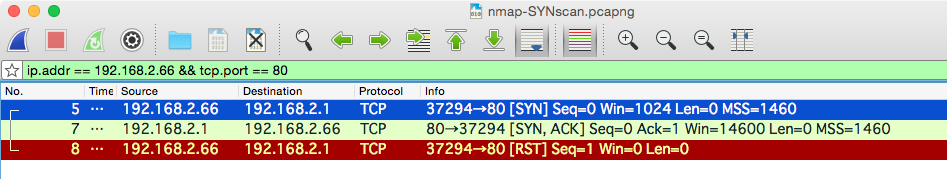 nmap-SYNscan.pcapng
ip.addr == 192.168.2.66 && tcp.port == 80
No. Time Source Destination Protocol Info
5 ... 192.168.2.66 192.168.2.1 TCP 37294→80 [SYN] Seq=0 Win=1024 Len=0 MSS=1460
7 ... 192.168.2.1 192.168.2.66 TCP 80→37294 [SYN, ACK] Seq=0 Ack=1 Win=14600 Len=0 MSS=1460
8 ... 192.168.2.66 192.168.2.1 TCP 37294→80 [RST] Seq=1 Win=0 Len=0